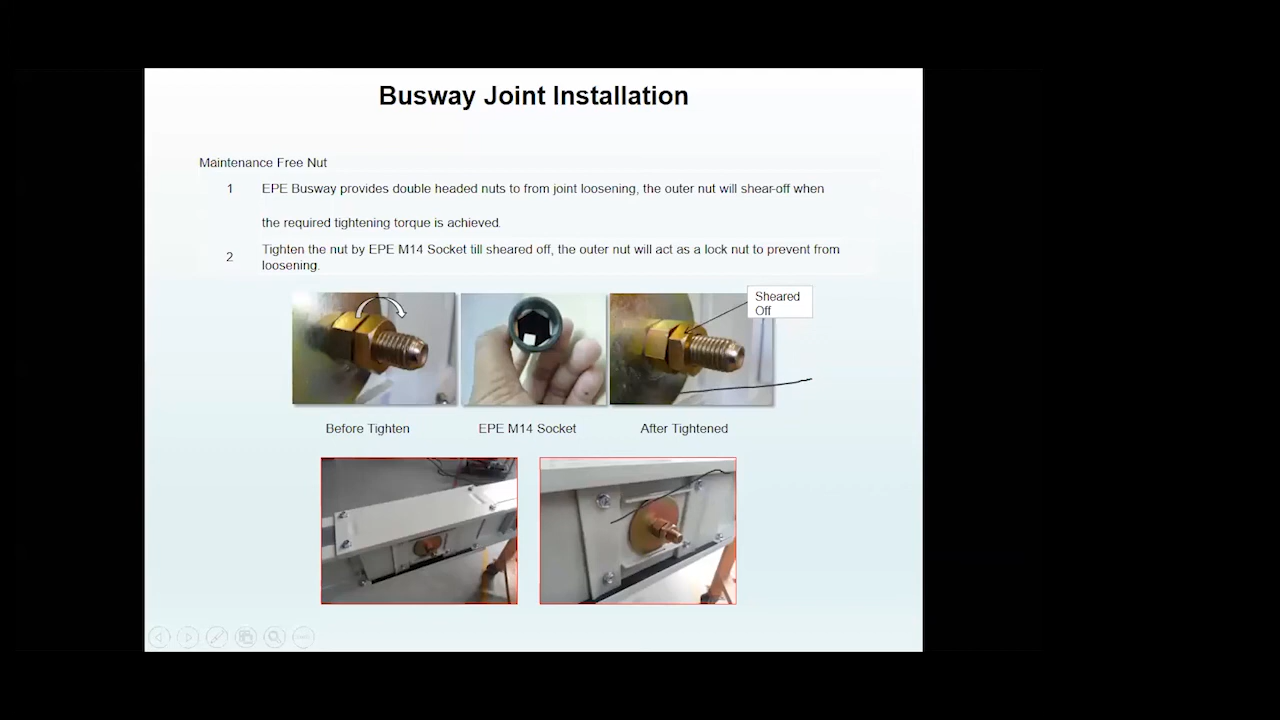 Busway Joint Installation
Maintenance Free Nut
1 EPE Busway provides double headed nuts to from joint loosening, the outer nut will shear-off when
the required tightening torque is achieved.
2 Tighten the nut by EPE M14 Socket till sheared off, the outer nut will act as a lock nut to prevent from
loosening.
Sheared
Off
Before Tighten
EPE M14 Socket
After Tightened